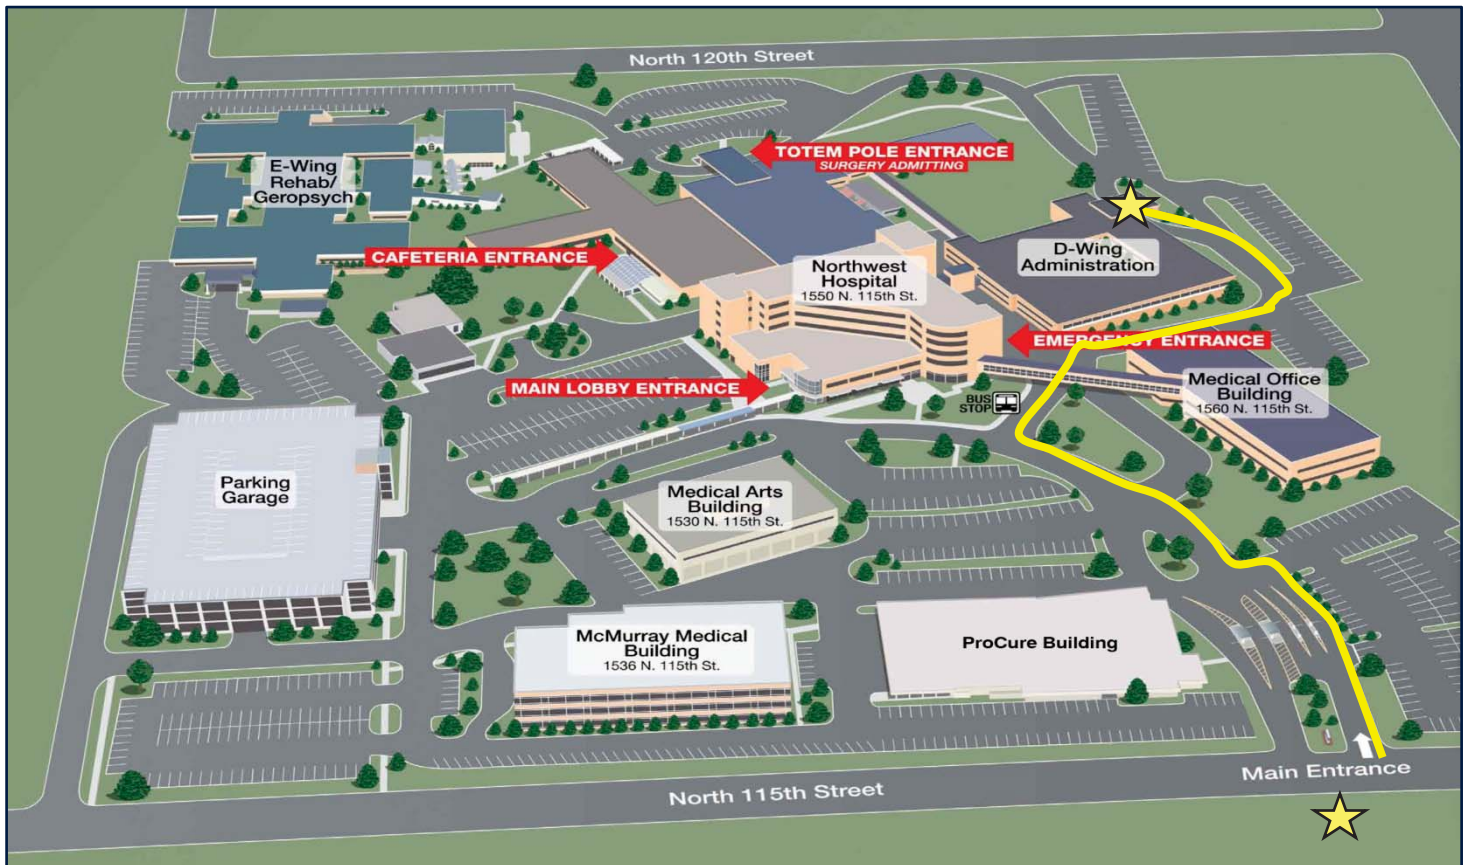 North 120th Street
TOTEM POLE ENTRANCE
SURGERY ADMITTING
E-Wing
Rehab/
Geropsych
CAFETERIA ENTRANCE
D-Wing
Administration
Northwest
Hospital
1550 N. 115th St.
EMERGENCY ENTRANCE
MAIN LOBBY ENTRANCE
BUS
STOP
Medical Office
Building
1560 N. 115th St.
Parking
Garage
Medical Arts
Building
1530 N. 115th St.
McMurray Medical
Building
1536 N. 115th St.
ProCure Building
Main Entrance
North 115th Street